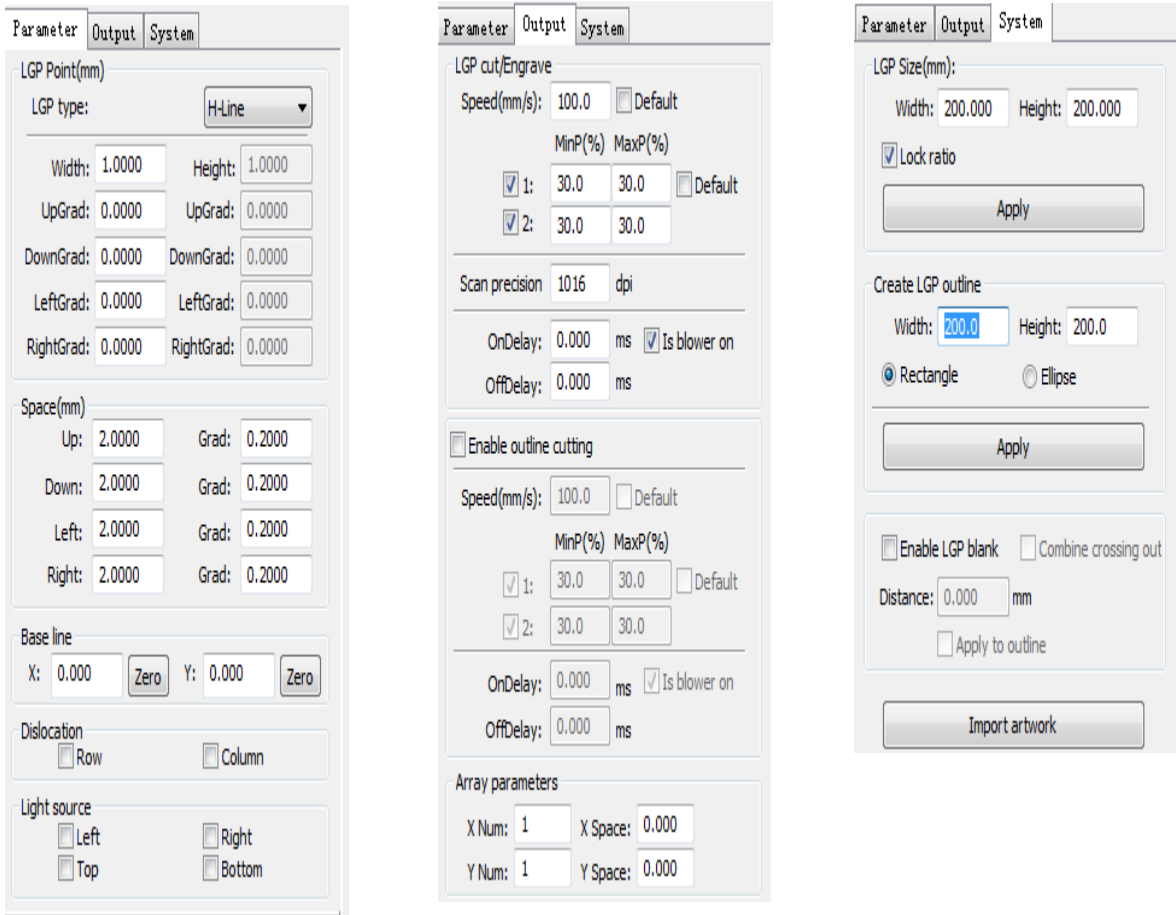 Parameter Output System
LGP Point(mm)
LGP type: H-Line
Width: 1.0000 Height: 1.0000
UpGrad: 0.0000 UpGrad: 0.0000
DownGrad: 0.0000 DownGrad: 0.0000
LeftGrad: 0.0000 LeftGrad: 0.0000
RightGrad: 0.0000 RightGrad: 0.0000
Space(mm)
Up: 2.0000 Grad: 0.2000
Down: 2.0000 Grad: 0.2000
Left: 2.0000 Grad: 0.2000
Right: 2.0000 Grad: 0.2000
Base line
X: 0.000 Zero Y: 0.000 Zero
Dislocation
Row Column
Light source
Left Right
Top Bottom
Parameter Output System
LGP cut/Engrave
Speed(mm/s): 100.0 Default
MinP(%) MaxP(%)
1: 30.0 30.0 Default
2: 30.0 30.0
Scan precision 1016 dpi
OnDelay: 0.000 ms Is blower on
OffDelay: 0.000 ms
Enable outline cutting
Speed(mm/s): 100.0 Default
MinP(%) MaxP(%)
1: 30.0 30.0 Default
2: 30.0 30.0
OnDelay: 0.000 ms Is blower on
OffDelay: 0.000 ms
Array parameters
X Num: 1 X Space: 0.000
Y Num: 1 Y Space: 0.000
Parameter Output System
LGP Size(mm):
Width: 200.000 Height: 200.000
Lock ratio
Apply
Create LGP outline
Width: 200.0 Height: 200.0
Rectangle Ellipse
Apply
Enable LGP blank Combine crossing out
Distance: 0.000 mm
Apply to outline
Import artwork